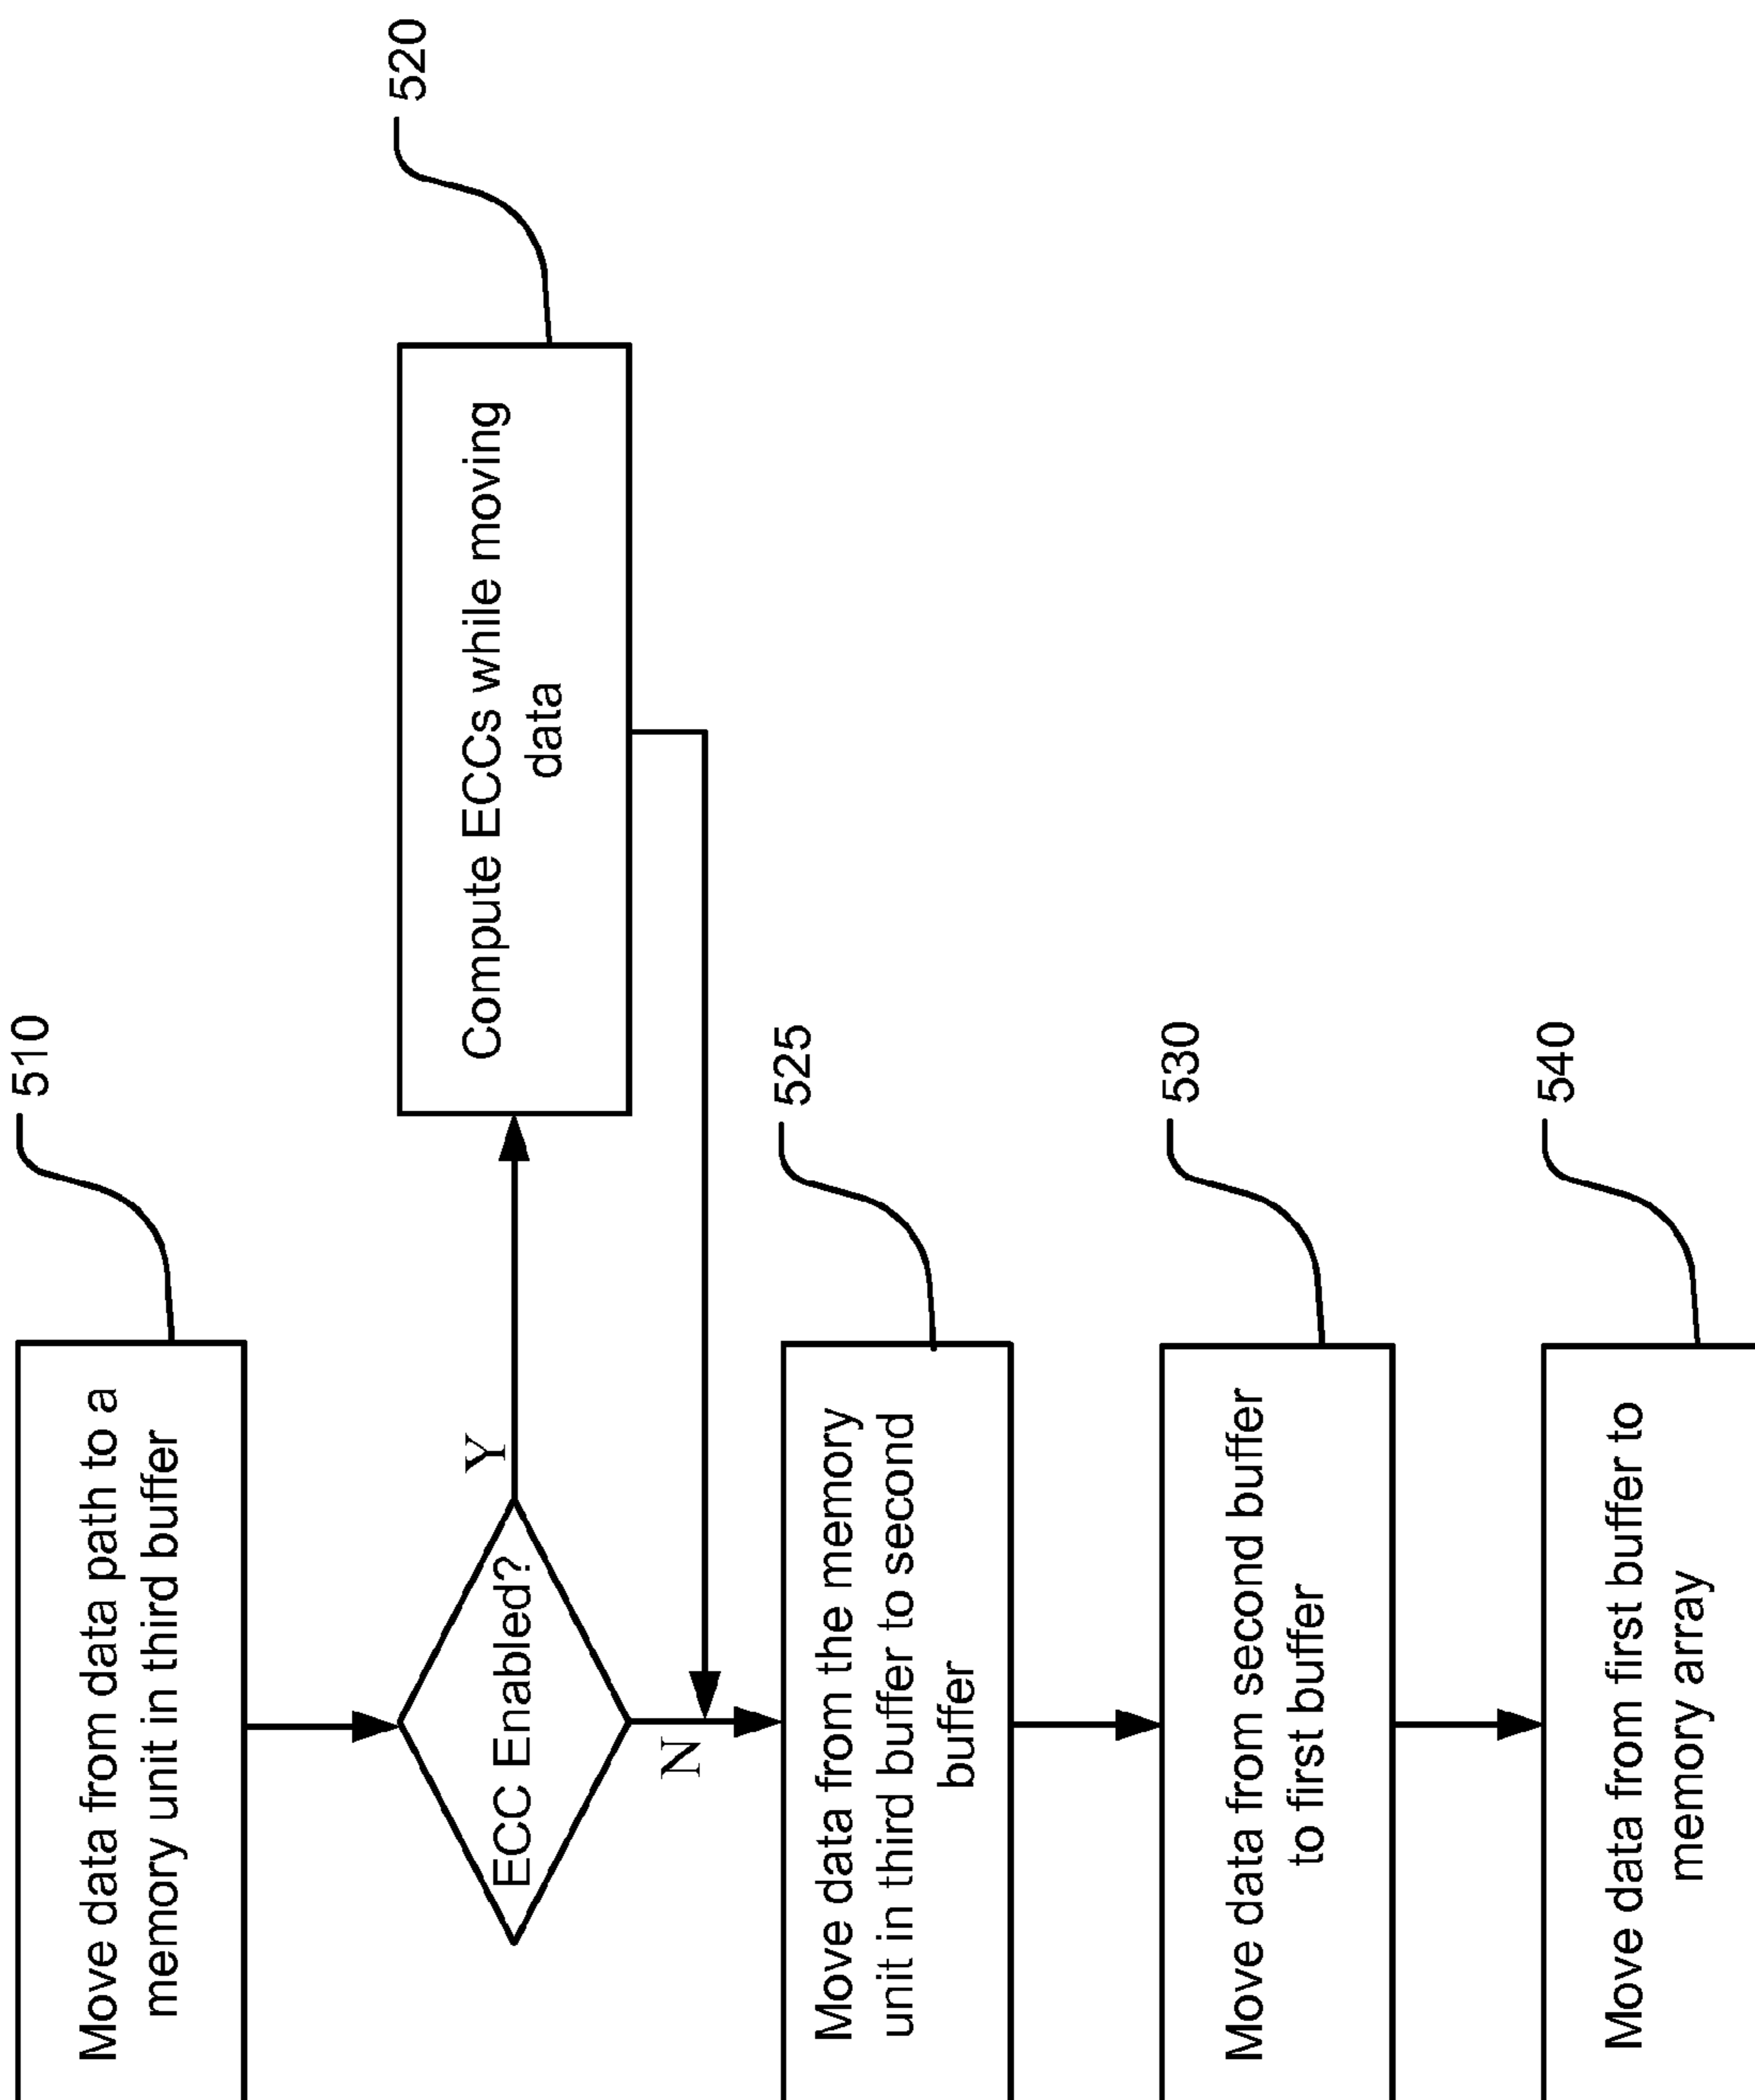 Move data from data path to a
memory unit in third buffer
510
ECC Enabled?
Y
N
Compute ECCs while moving
data
520
Move data from the memory
unit in third buffer to second
buffer
525
Move data from second buffer
to first buffer
530
Move data from first buffer to
memory array
540